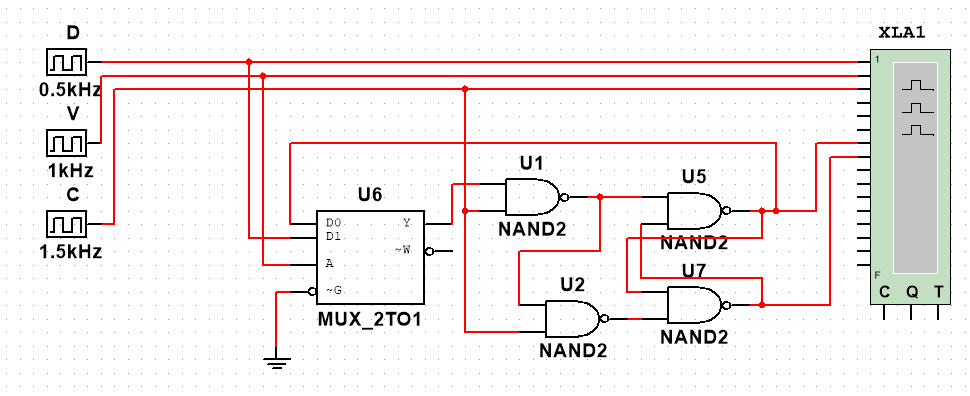 D
0.5kHz
V
1kHz
C
1.5kHz
U6
D0
D1
A
~G
Y
~W
MUX_2TO1
U1
NAND2
U2
NAND2
U5
NAND2
U7
NAND2
XLA1
1
F
C Q T